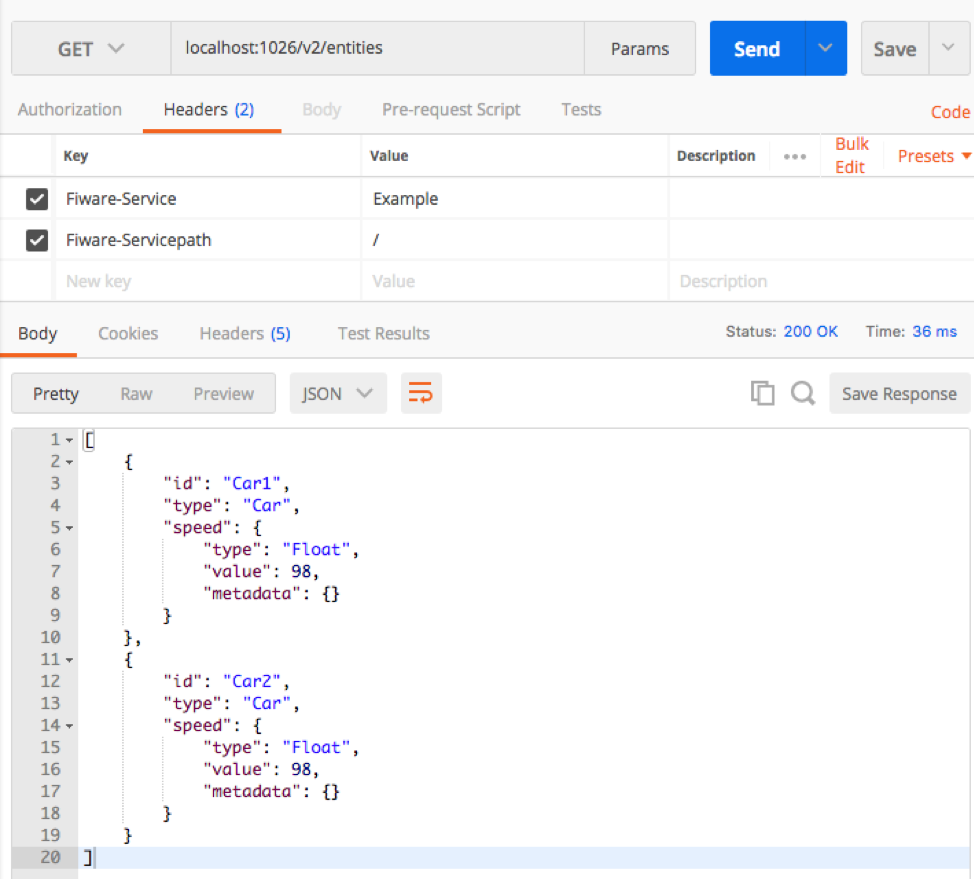 GET localhost:1026/v2/entities Params Send Save
Authorization Headers (2) Body Pre-request Script Tests Code
Key Value Description ••• Bulk Edit Presets
Fiware-Service Example
Fiware-Servicepath /
New key Value Description
Body Cookies Headers (5) Test Results Status: 200 OK Time: 36 ms
Pretty Raw Preview JSON Save Response
1 [
2 {
3 "id": "Car1",
4 "type": "Car",
5 "speed": {
6 "type": "Float",
7 "value": 98,
8 "metadata": {}
9 }
10 },
11 {
12 "id": "Car2",
13 "type": "Car",
14 "speed": {
15 "type": "Float",
16 "value": 98,
17 "metadata": {}
18 }
19 }
20 ]